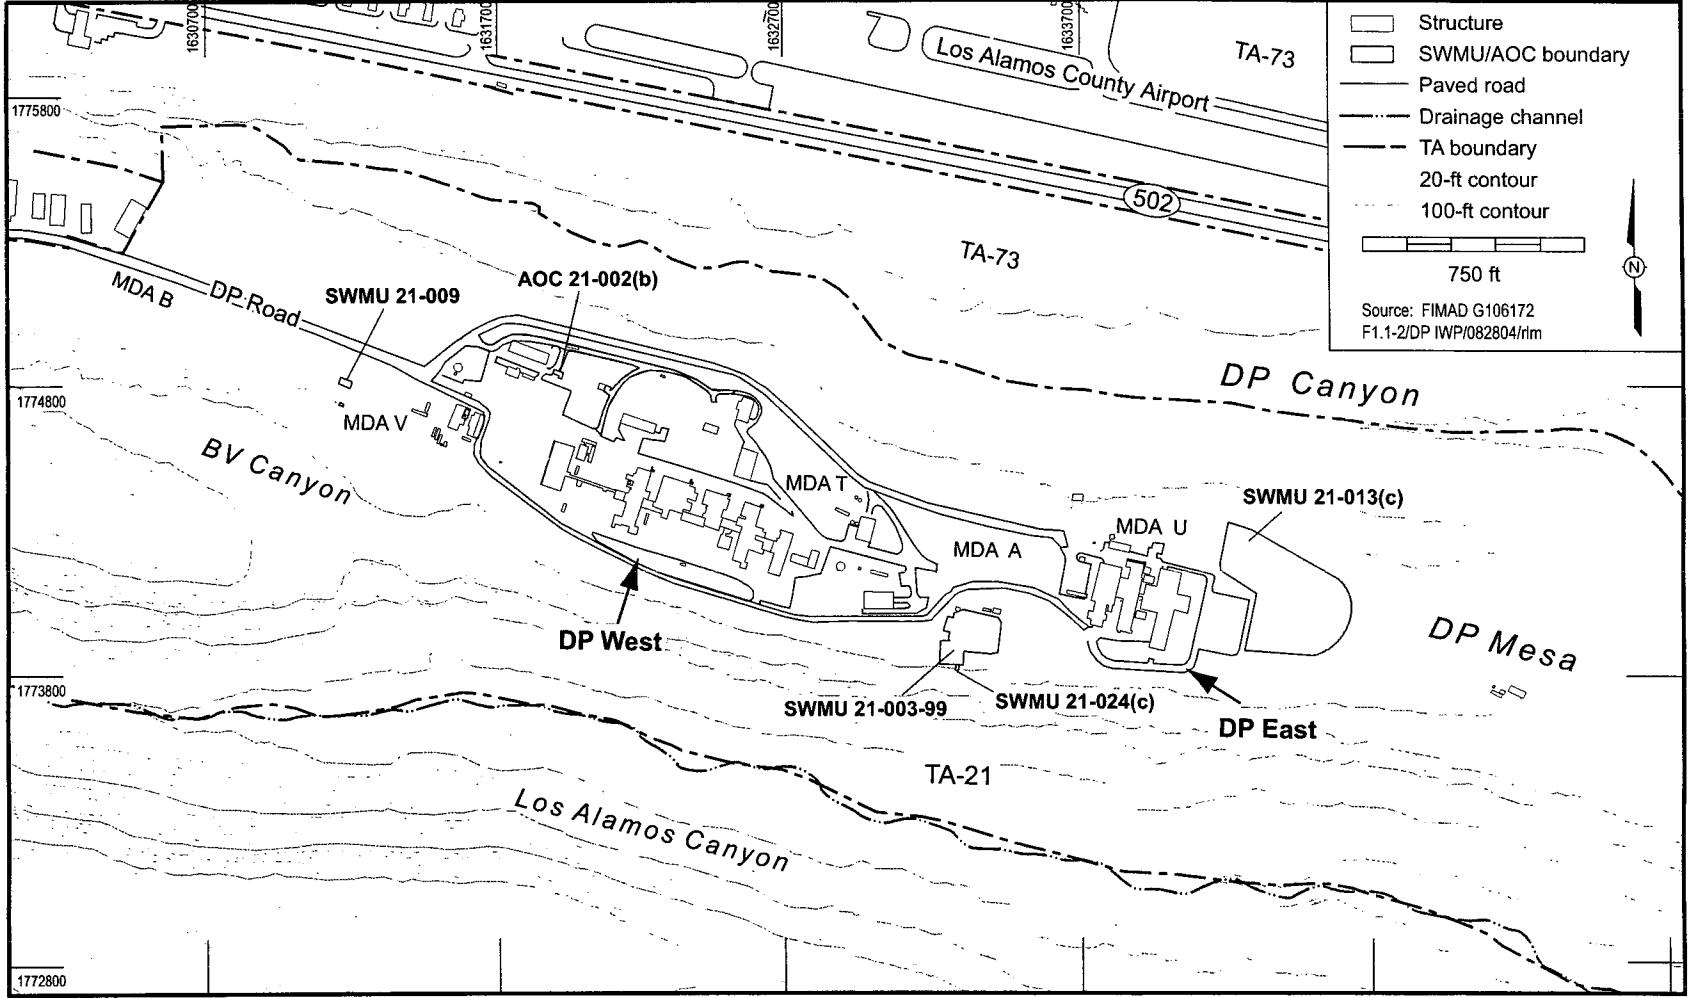 1630700
1631700
1632700
1633700
Los Alamos County Airport
TA-73
Structure
SWMU/AOC boundary
Paved road
Drainage channel
TA boundary
20-ft contour
100-ft contour
750 ft
N
Source: FIMAD G106172
F1.1-2/DP IWP/082804/rlm
1775800
502
TA-73
MDA B
DP Road
SWMU 21-009
AOC 21-002(b)
DP Canyon
1774800
MDA V
BV Canyon
MDA T
SWMU 21-013(c)
MDA U
MDA A
DP West
DP Mesa
1773800
SWMU 21-003-99
SWMU 21-024(c)
DP East
TA-21
Los Alamos Canyon
1772800